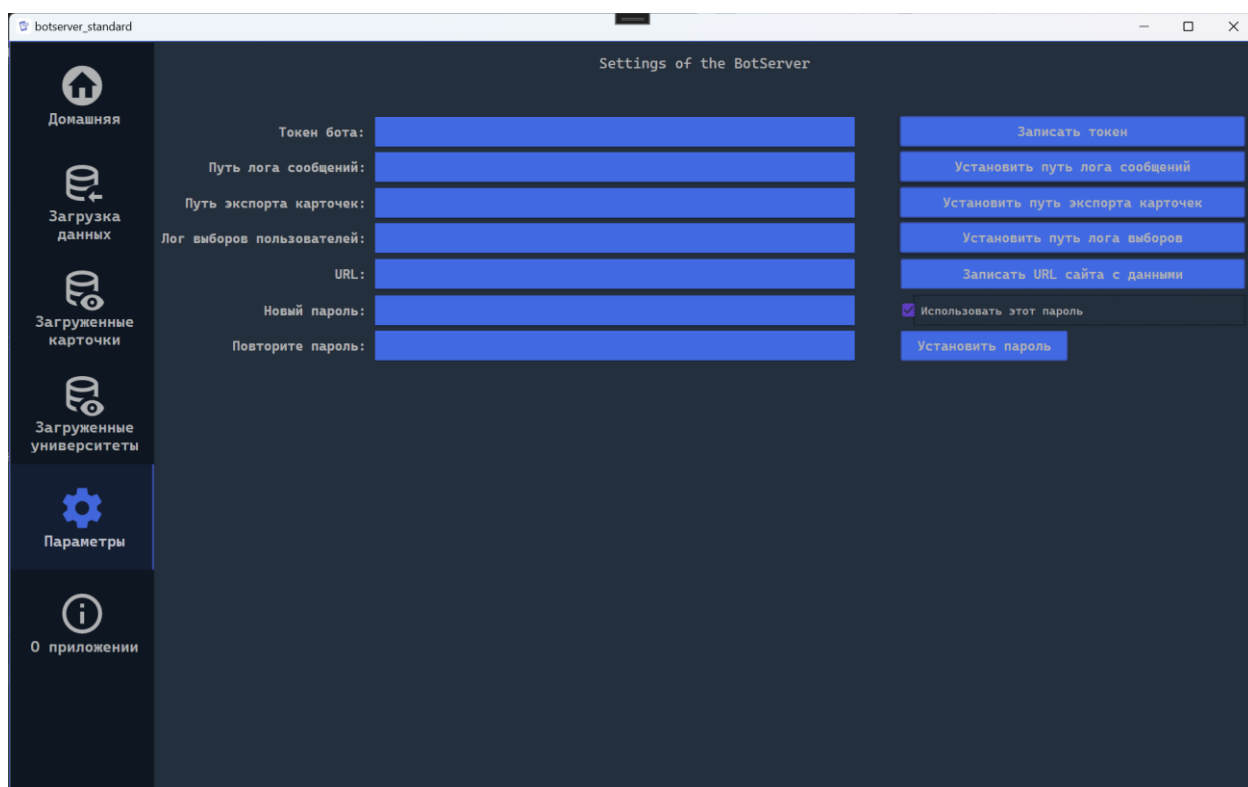 botserver_standard
Settings of the BotServer
Домашняя
Загрузка
данных
Загруженные
карточки
Загруженные
университеты
Параметры
О приложении
Токен бота:
Записать токен
Путь лога сообщений:
Установить путь лога сообщений
Путь экспорта карточек:
Установить путь экспорта карточек
Лог выборов пользователей:
Установить путь лога выборов
URL:
Записать URL сайта с данными
Новый пароль:
Использовать этот пароль
Повторите пароль:
Установить пароль